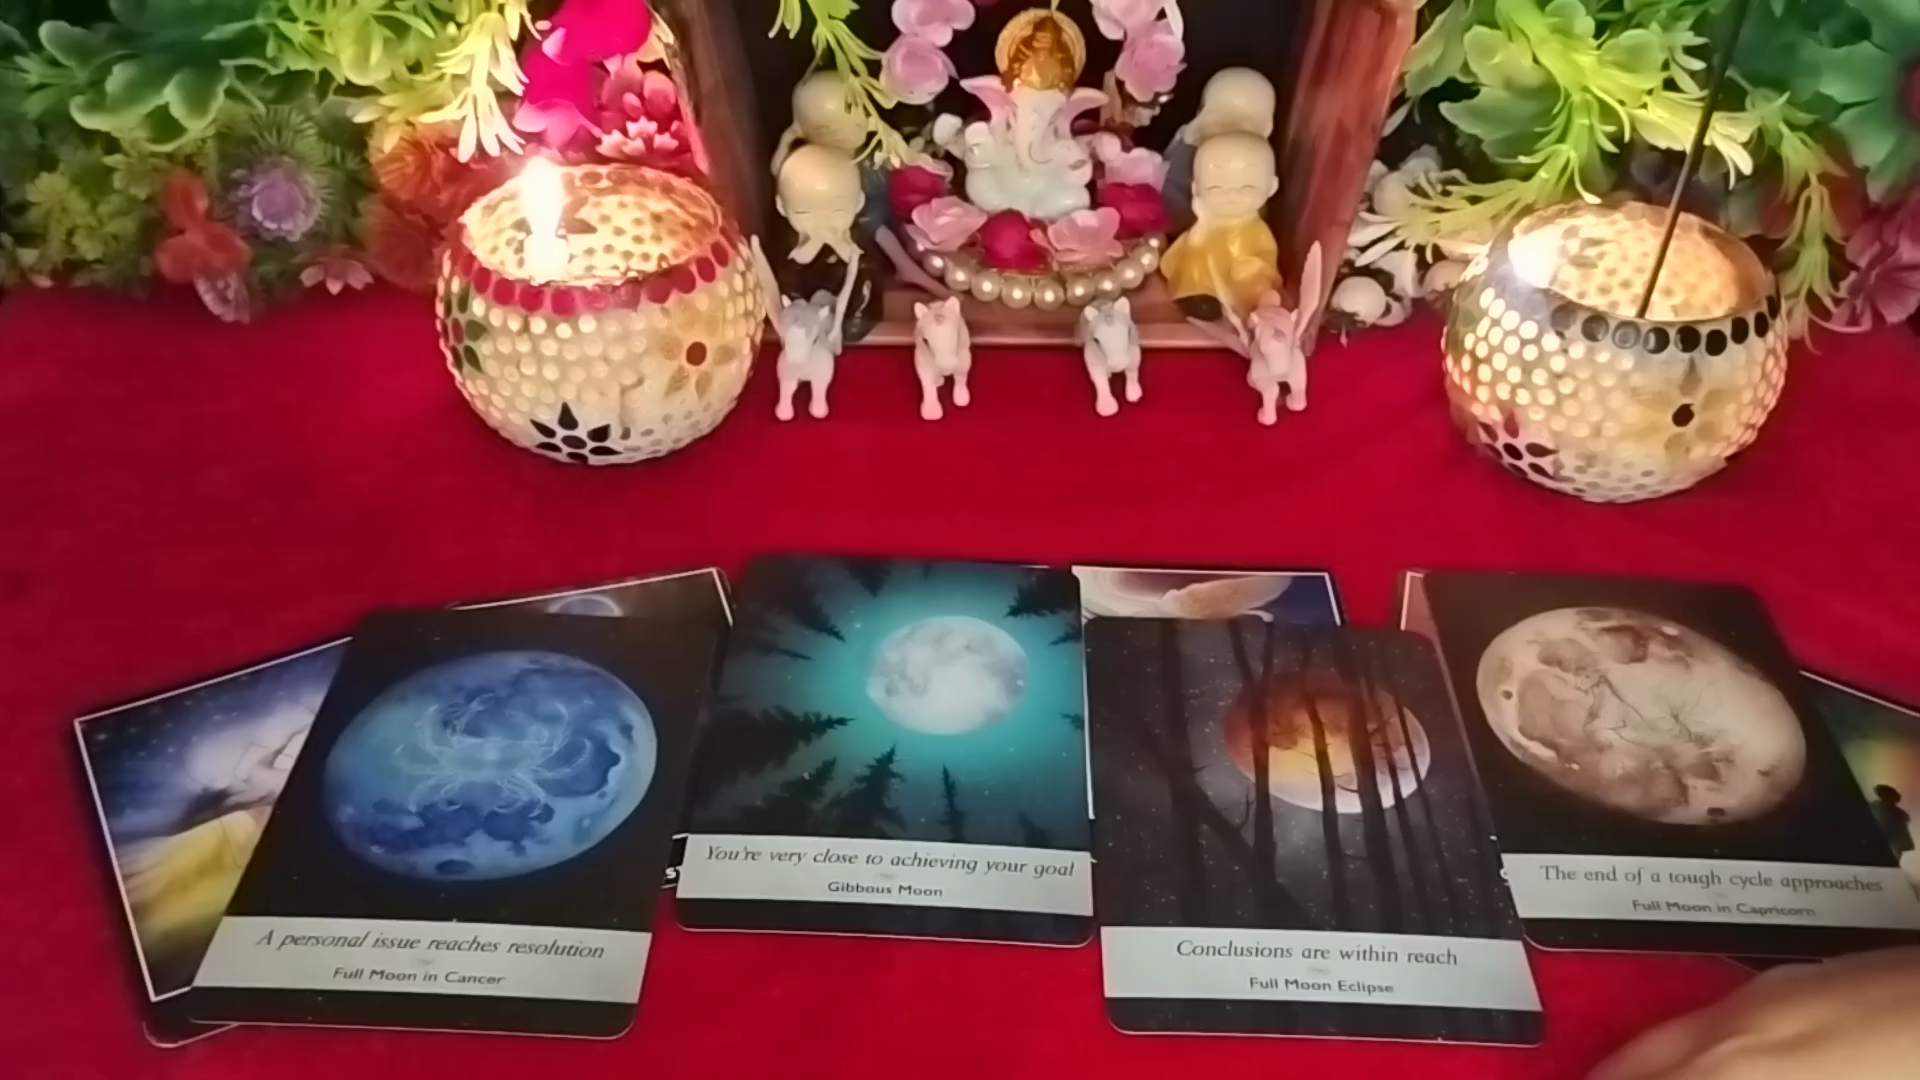 A personal issue reaches resolution
Full Moon in Cancer
You're very close to achieving your goal
Gibbous Moon
Conclusions are within reach
Full Moon Eclipse
The end of a tough cycle approaches
Full Moon in Capricorn